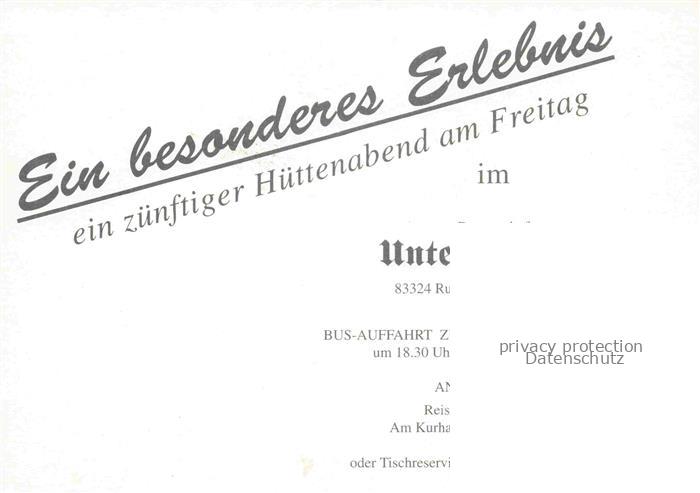 Ein besonderes Erlebnis
ein zünftiger Hüttenabend am Freitag
im
Unte
83324 Ru
BUS-AUFFAHRT Z
um 18.30 Uh
privacy protection
Datenschutz
AN
Reis
Am Kurha
oder Tischreservi